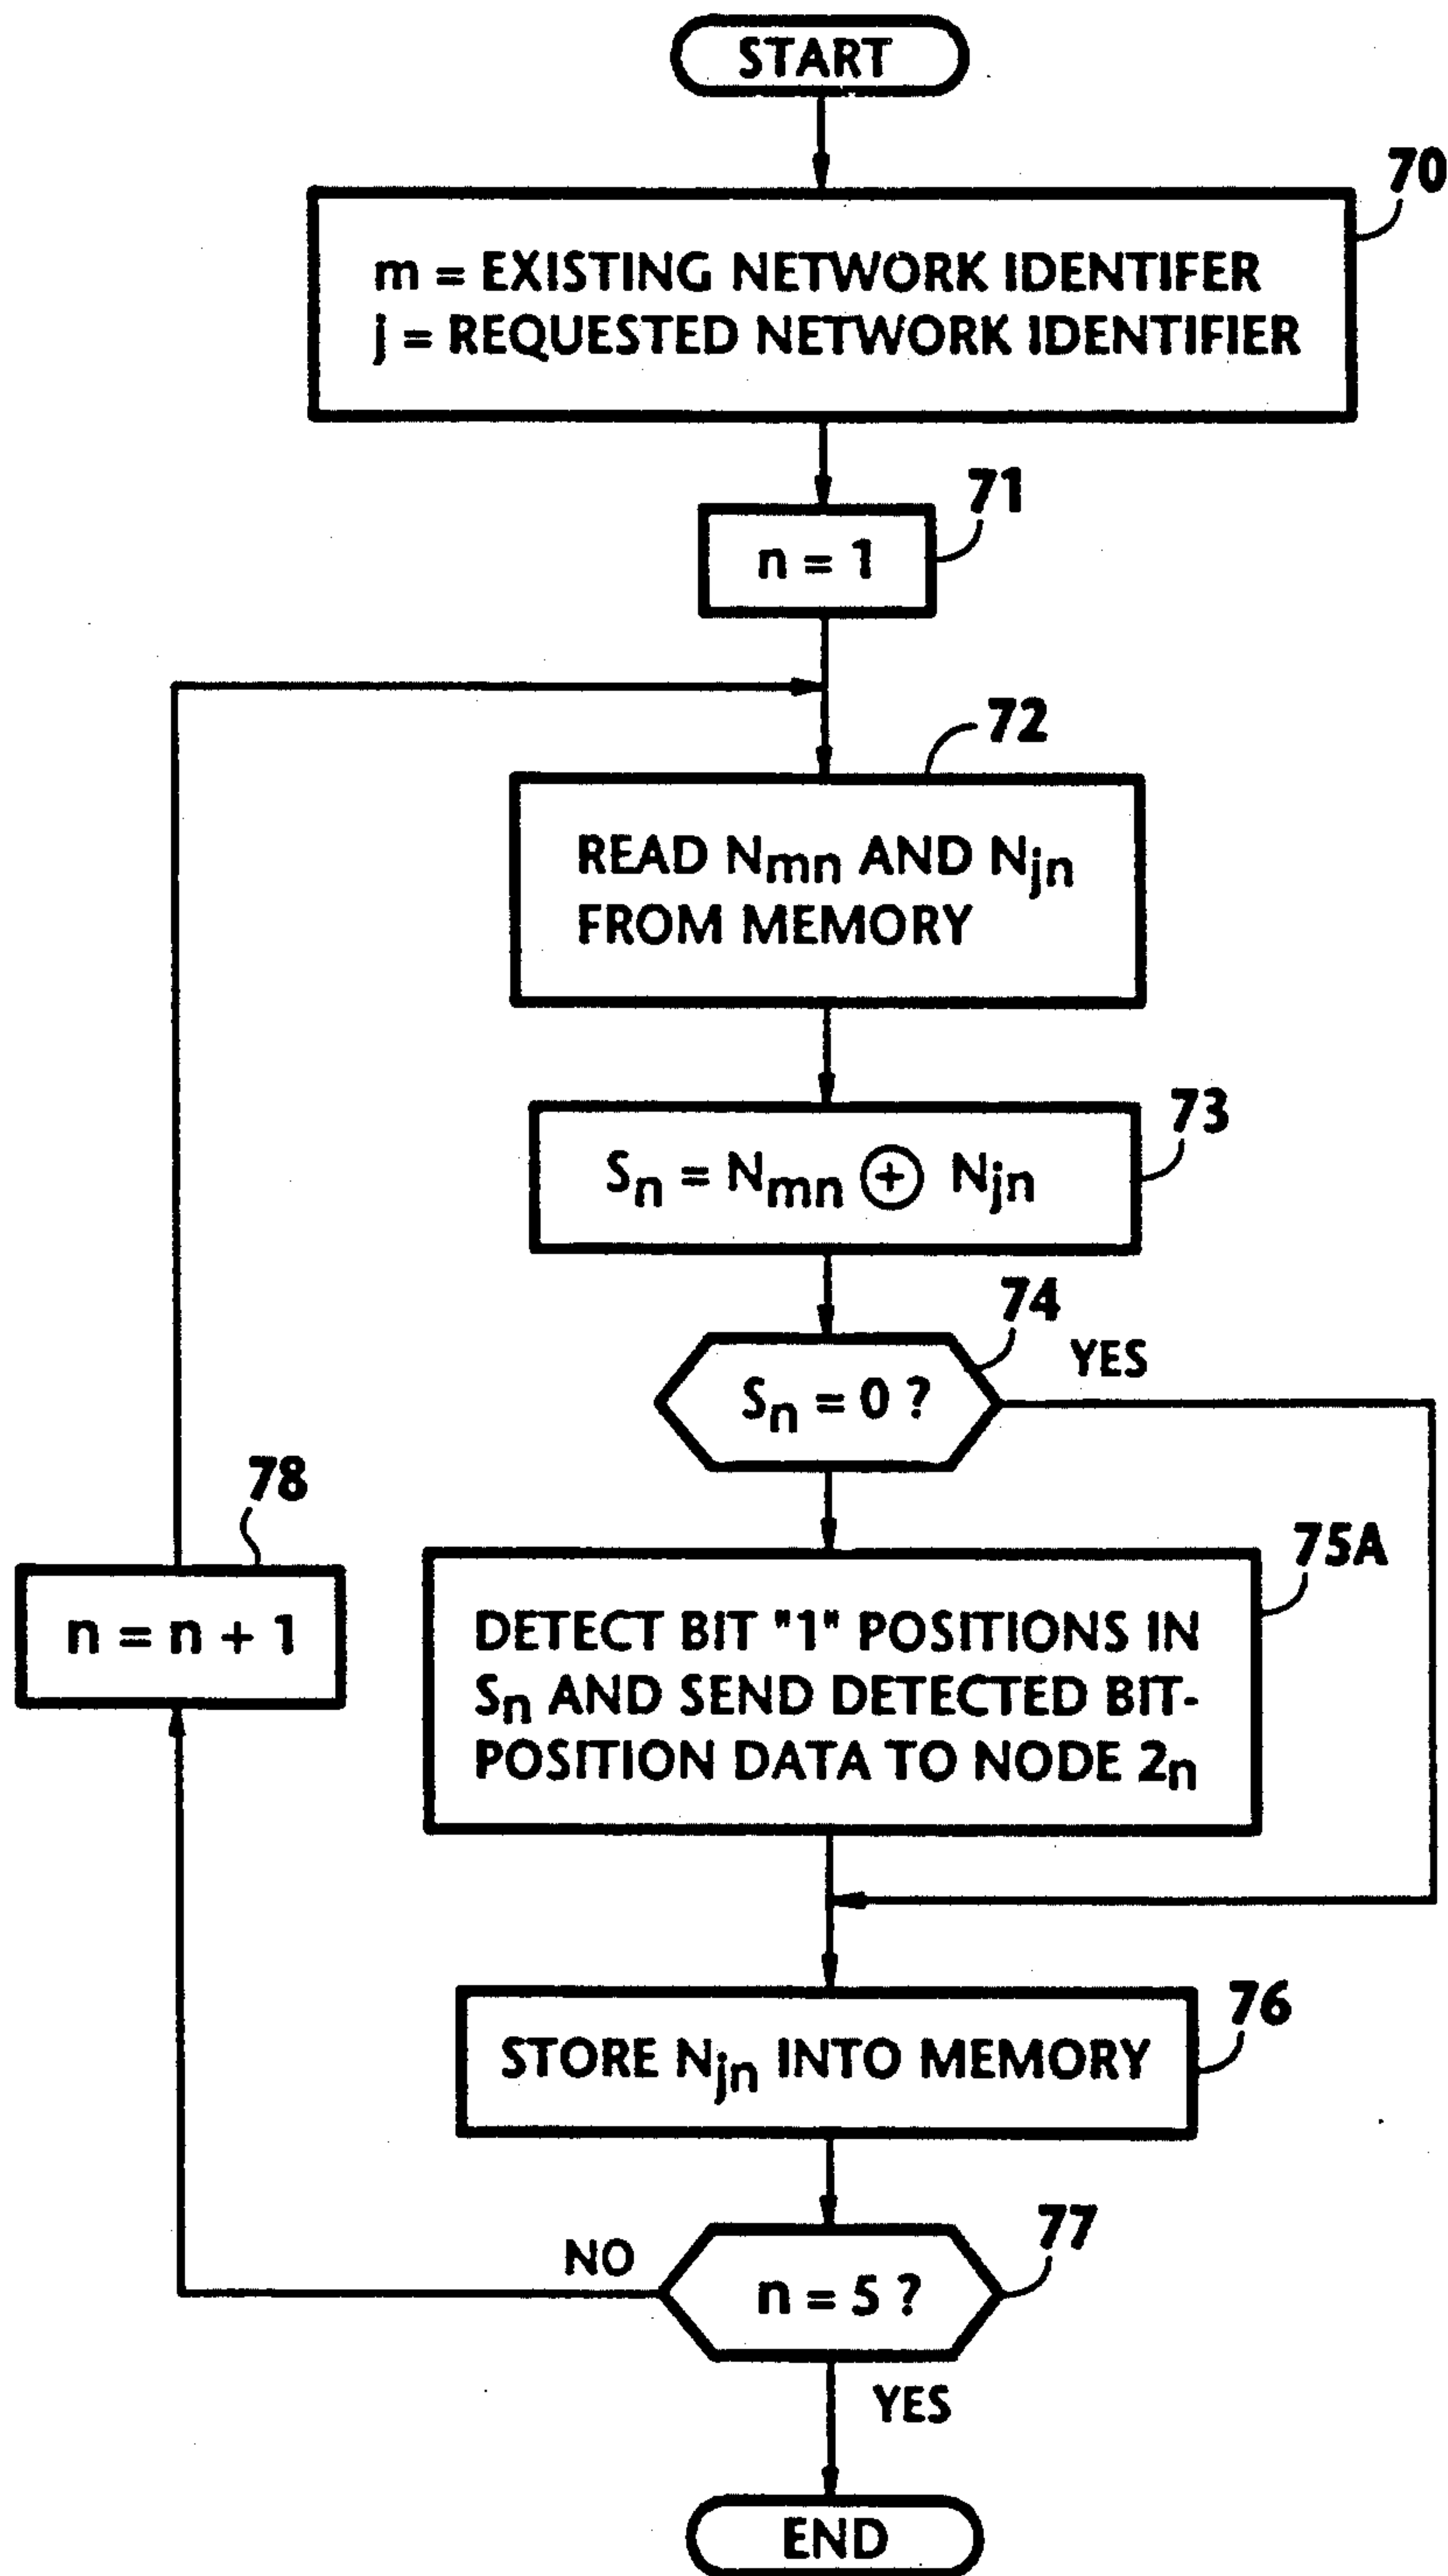 START
70
m = EXISTING NETWORK IDENTIFER
j = REQUESTED NETWORK IDENTIFIER
71
n = 1
72
READ Nmn AND Njn
FROM MEMORY
73
Sn = Nmn ⊕ Njn
74
YES
Sn = 0 ?
78
n = n + 1
75A
DETECT BIT "1" POSITIONS IN
Sn AND SEND DETECTED BIT-
POSITION DATA TO NODE 2n
76
STORE Njn INTO MEMORY
77
NO
n = 5 ?
YES
END